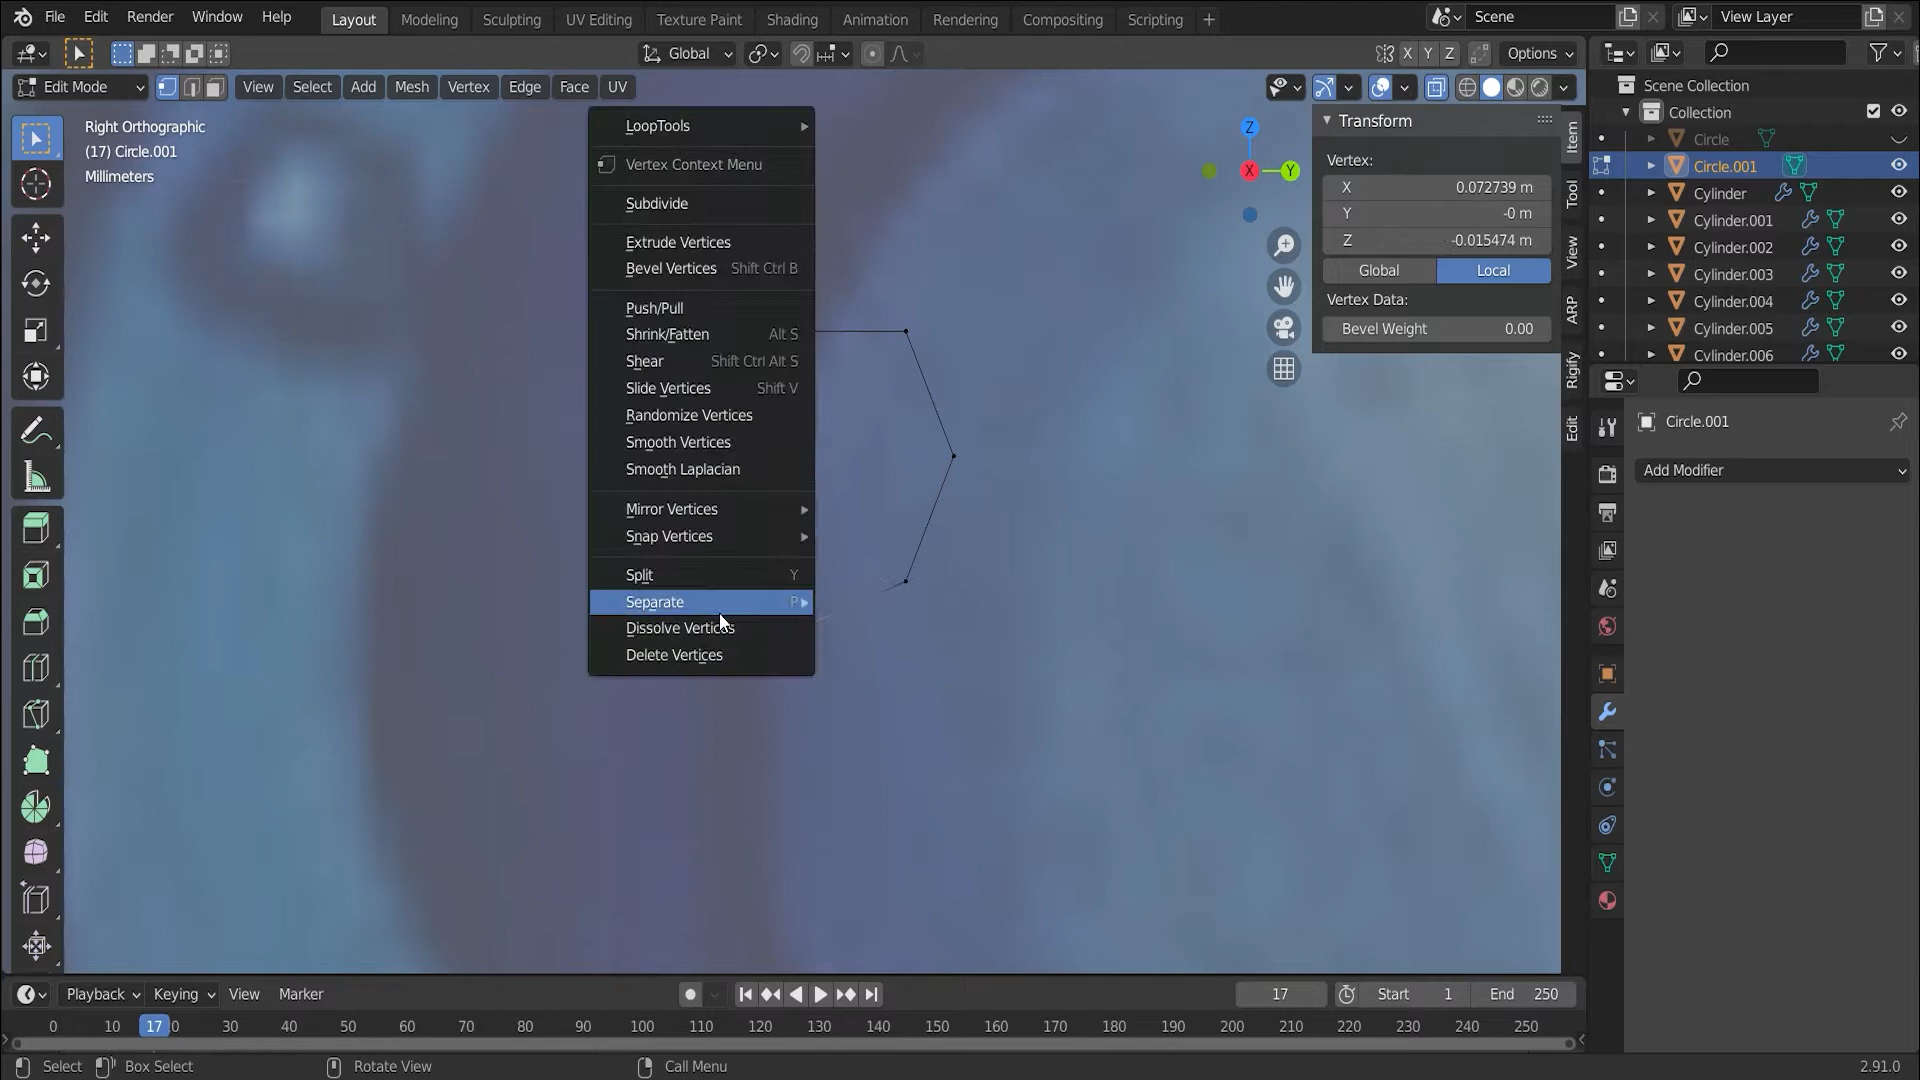 File Edit Render Window Help Layout Modeling Sculpting UV Editing Texture Paint Shading Animation Rendering Compositing Scripting + Scene View Layer
Global X Y Z Options
Edit Mode View Select Add Mesh Vertex Edge Face UV
Right Orthographic
(17) Circle.001
Millimeters
LoopTools
Vertex Context Menu
Subdivide
Extrude Vertices
Bevel Vertices Shift Ctrl B
Push/Pull
Shrink/Fatten Alt S
Shear Shift Ctrl Alt S
Slide Vertices Shift V
Randomize Vertices
Smooth Vertices
Smooth Laplacian
Mirror Vertices
Snap Vertices
Split Y
Separate P
Dissolve Vertices
Delete Vertices
Z
X
Y
Transform
Vertex:
X 0.072739 m
Y -0 m
Z -0.015474 m
Global Local
Vertex Data:
Bevel Weight 0.00
Item
Tool
View
ARP
Rigify
Edit
Scene Collection
Collection
Circle
Circle.001
Cylinder
Cylinder.001
Cylinder.002
Cylinder.003
Cylinder.004
Cylinder.005
Cylinder.006
Circle.001
Add Modifier
Playback Keying View Marker 17 Start 1 End 250
0 10 17 30 40 50 60 70 80 90 100 110 120 130 140 150 160 170 180 190 200 210 220 230 240 250
Select Box Select Rotate View Call Menu 2.91.0